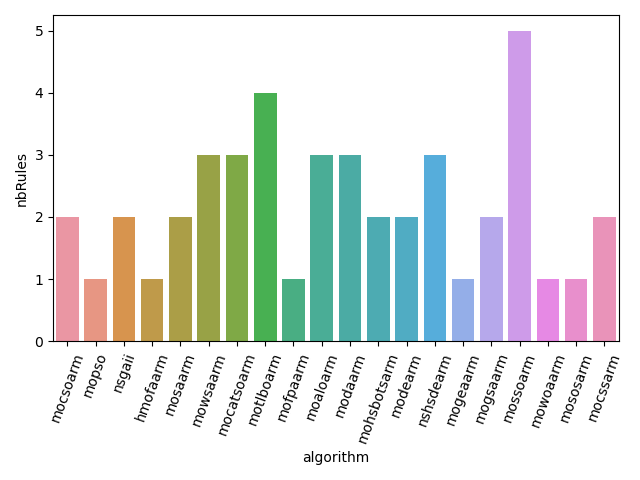 5
4
3
2
1
0
nbRules
mocsoarm
mopso
nsgaii
hmofaarm
mosaarm
mowsaarm
mocatsoarm
motlboarm
mofpaarm
moaloarm
modaarm
mohsbotsarm
modearm
nshsdearm
mogeaarm
mogsaarm
mossoarm
mowoaarm
mososarm
mocssarm
algorithm